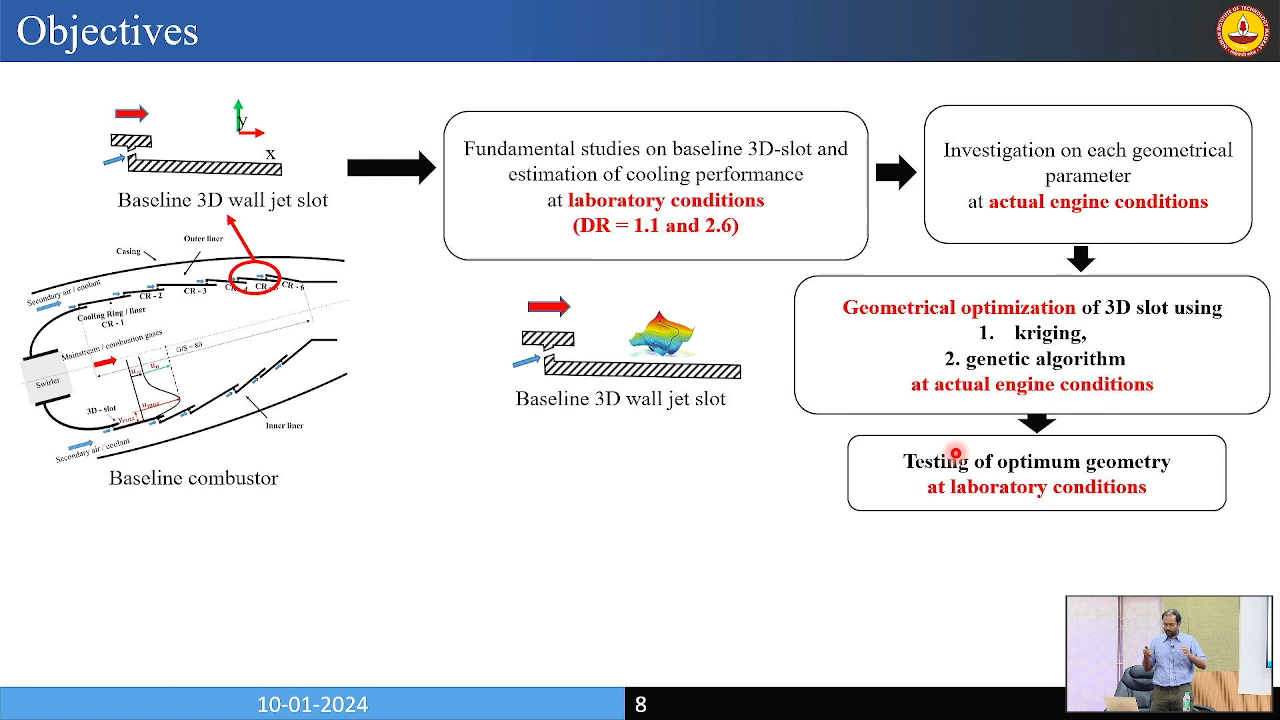 Objectives
y
x
Baseline 3D wall jet slot
Outer liner
Casing
Secondary air / coolant
CR - 2
CR - 3
CR - 6
Cooling Ring / liner
CR - 1
Mainstream / combustion gases
G/S = 80
Swirler
3D - slot
Inner liner
Secondary air / coolant
Baseline combustor
Fundamental studies on baseline 3D-slot and
estimation of cooling performance
at laboratory conditions
(DR = 1.1 and 2.6)
Baseline 3D wall jet slot
Investigation on each geometrical
parameter
at actual engine conditions
Geometrical optimization of 3D slot using
1. kriging,
2. genetic algorithm
at actual engine conditions
Testing of optimum geometry
at laboratory conditions
10-01-2024
8